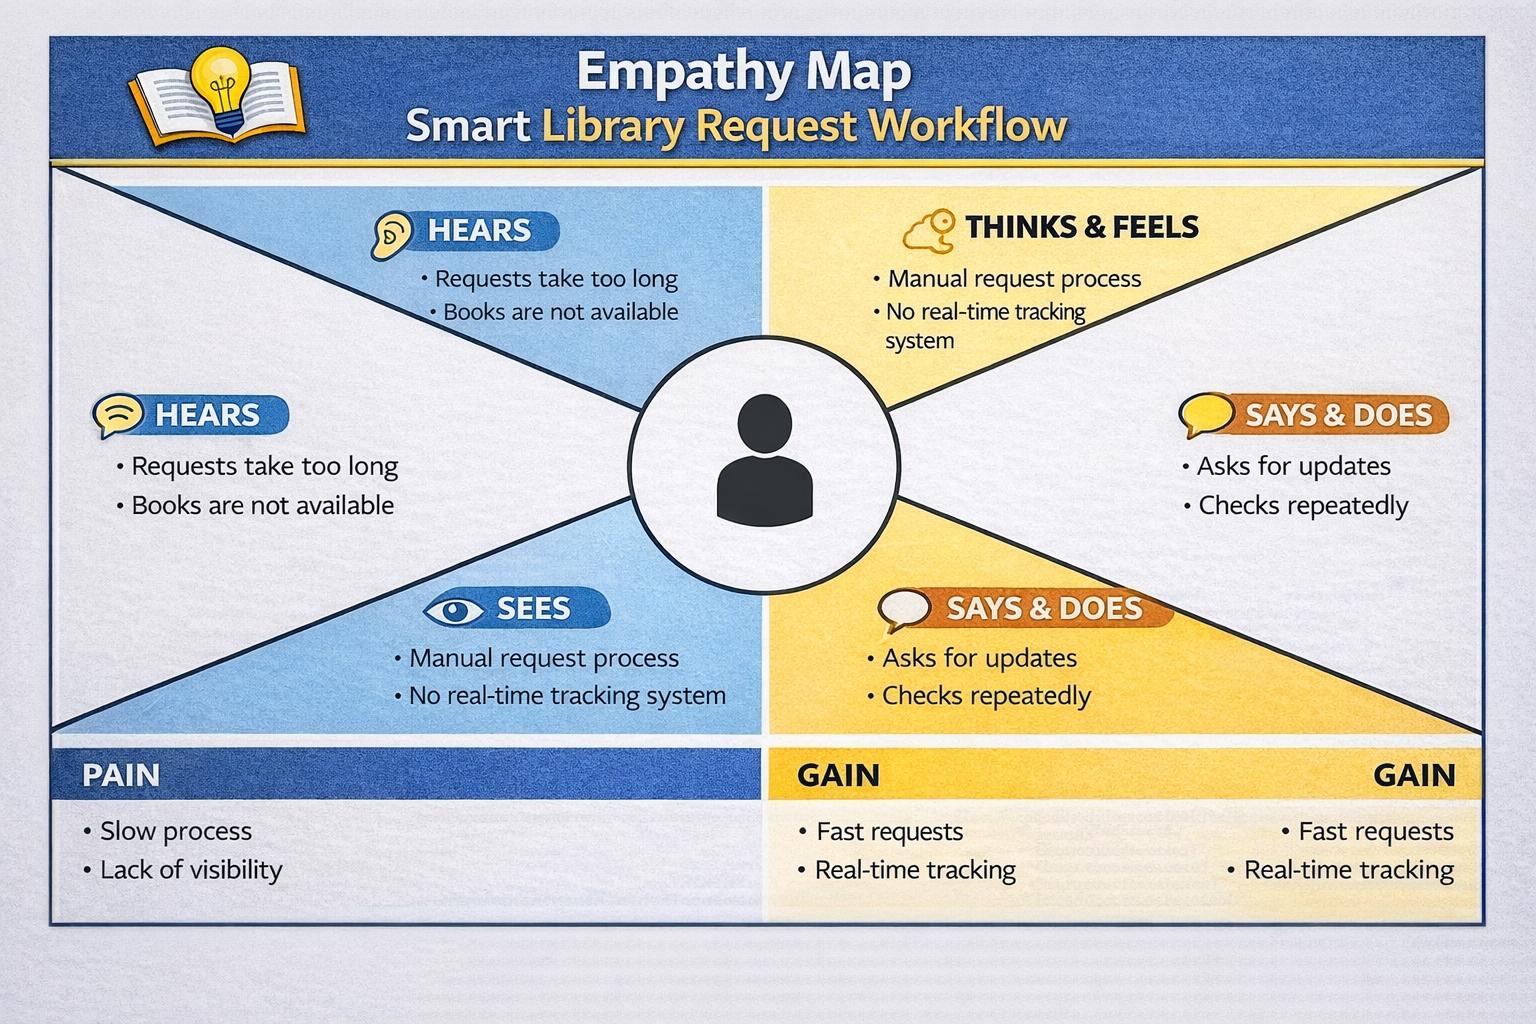 Empathy Map
Smart Library Request Workflow
HEARS
• Requests take too long
• Books are not available
THINKS & FEELS
• Manual request process
• No real-time tracking
system
HEARS
• Requests take too long
• Books are not available
SAYS & DOES
• Asks for updates
• Checks repeatedly
SEES
• Manual request process
• No real-time tracking system
SAYS & DOES
• Asks for updates
• Checks repeatedly
PAIN
• Slow process
• Lack of visibility
GAIN
• Fast requests
• Real-time tracking
GAIN
• Fast requests
• Real-time tracking